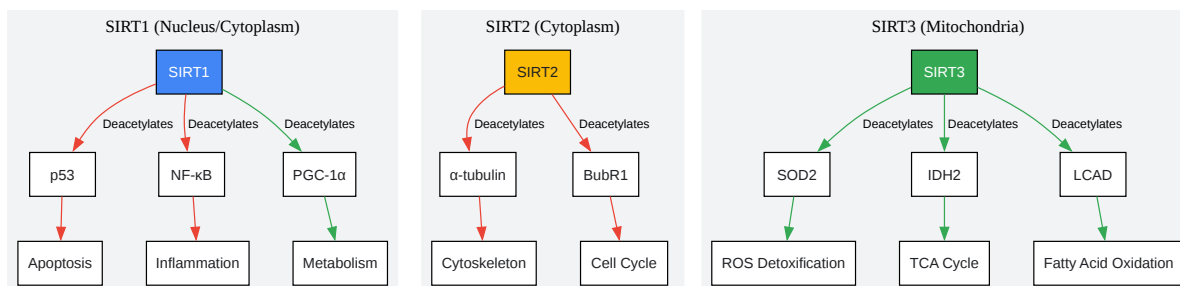 SIRT1 (Nucleus/Cytoplasm)
SIRT1
Deacetylates
Deacetylates
Deacetylates
p53
NF-κB
PGC-1α
Apoptosis
Inflammation
Metabolism
SIRT2 (Cytoplasm)
SIRT2
Deacetylates
Deacetylates
α-tubulin
BubR1
Cytoskeleton
Cell Cycle
SIRT3 (Mitochondria)
SIRT3
Deacetylates
Deacetylates
Deacetylates
SOD2
IDH2
LCAD
ROS Detoxification
TCA Cycle
Fatty Acid Oxidation